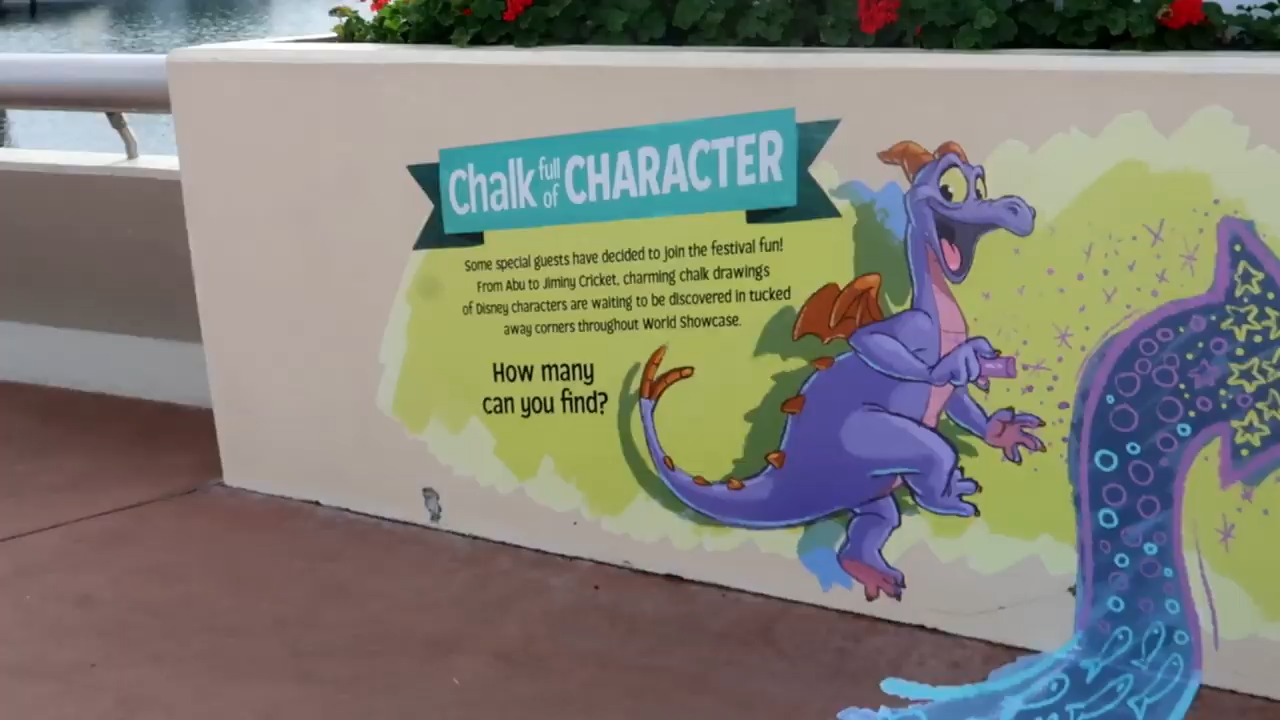 Chalk full of CHARACTER
Some special guests have decided to join the festival fun!
From Abu to Jiminy Cricket, charming chalk drawings
of Disney characters are waiting to be discovered in tucked
away corners throughout World Showcase.
How many
can you find?